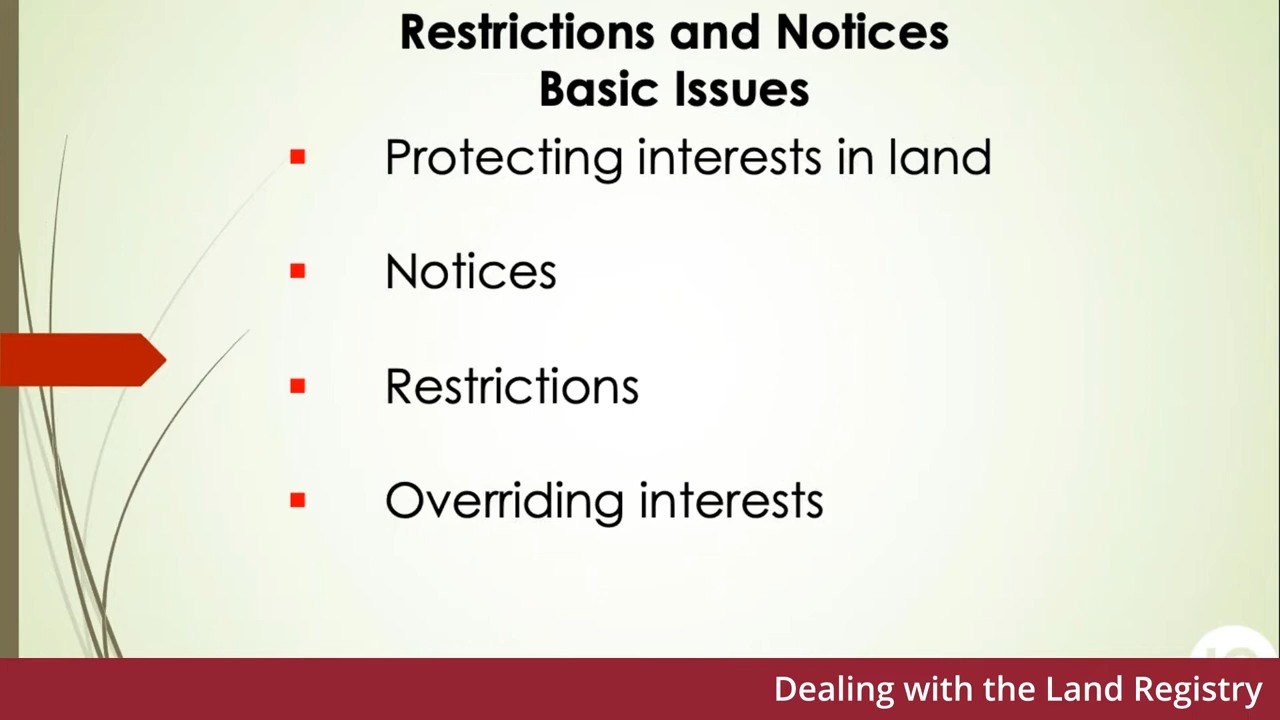 Restrictions and Notices
Basic Issues
Protecting interests in land
Notices
Restrictions
Overriding interests
Dealing with the Land Registry